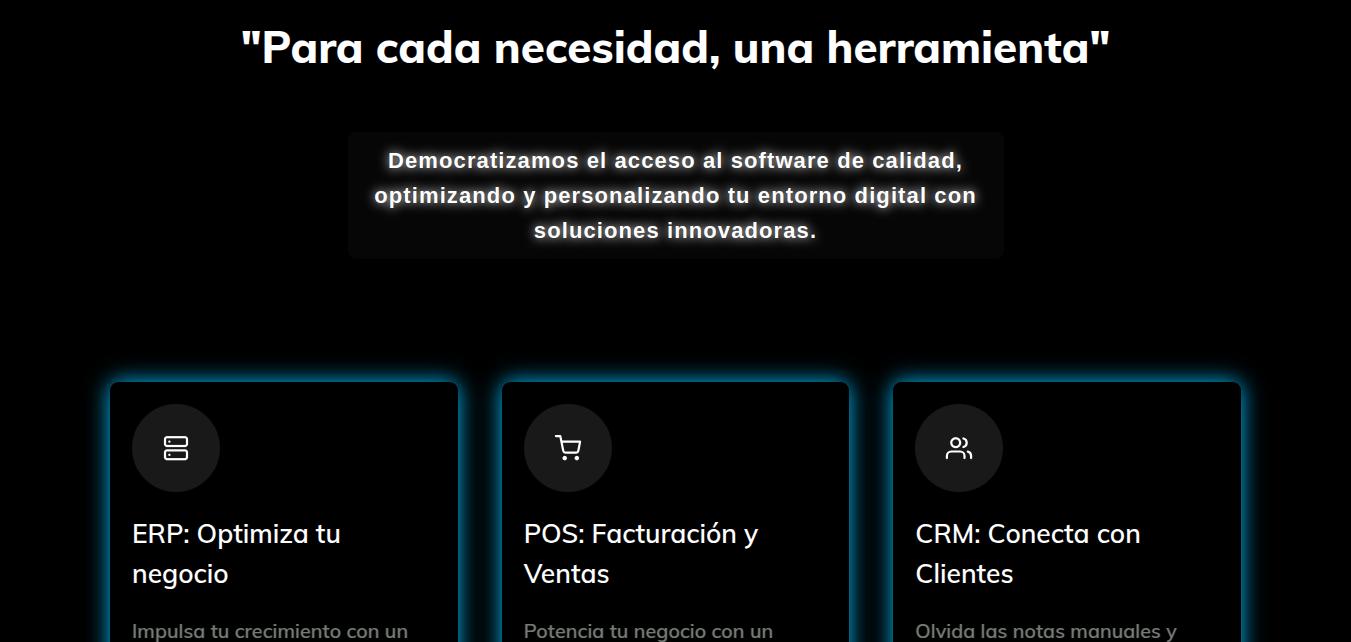 "Para cada necesidad, una herramienta"
Democratizamos el acceso al software de calidad,
optimizando y personalizando tu entorno digital con
soluciones innovadoras.
ERP: Optimiza tu
negocio
Impulsa tu crecimiento con un
POS: Facturación y
Ventas
Potencia tu negocio con un
CRM: Conecta con
Clientes
Olvida las notas manuales y